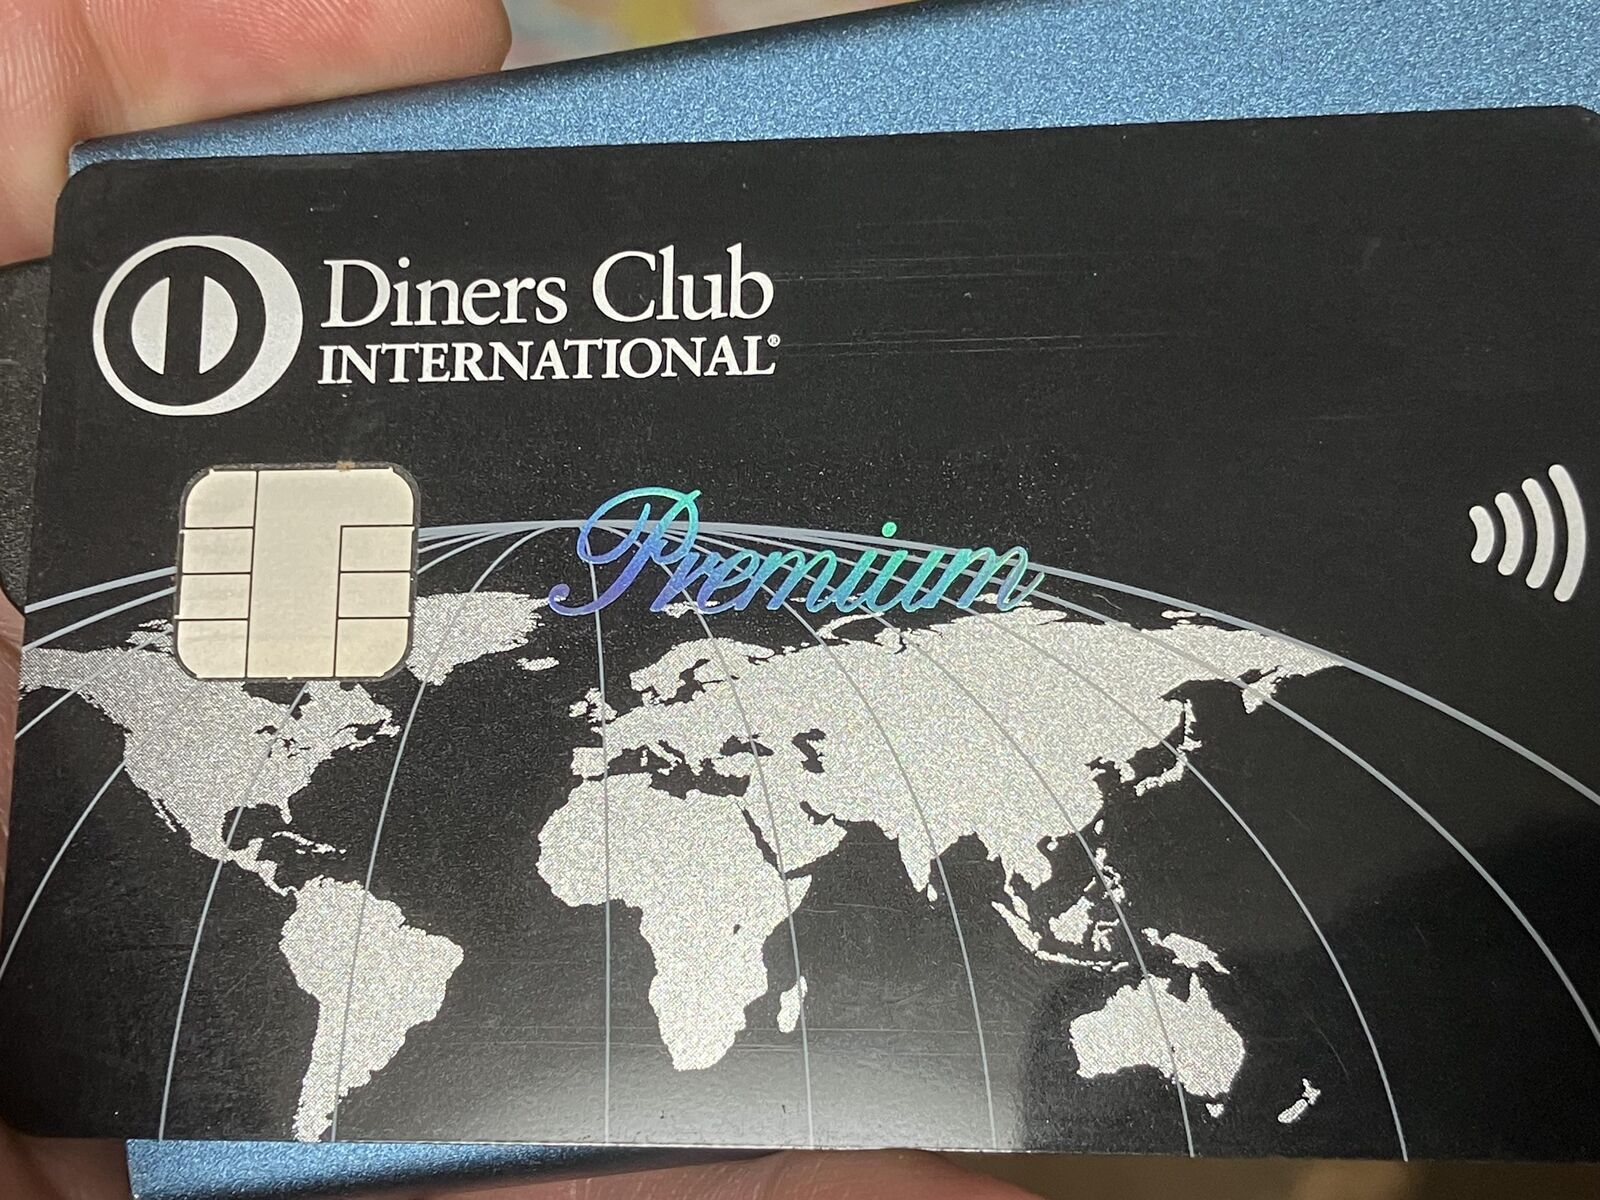 Diners Club
INTERNATIONAL®
Premium